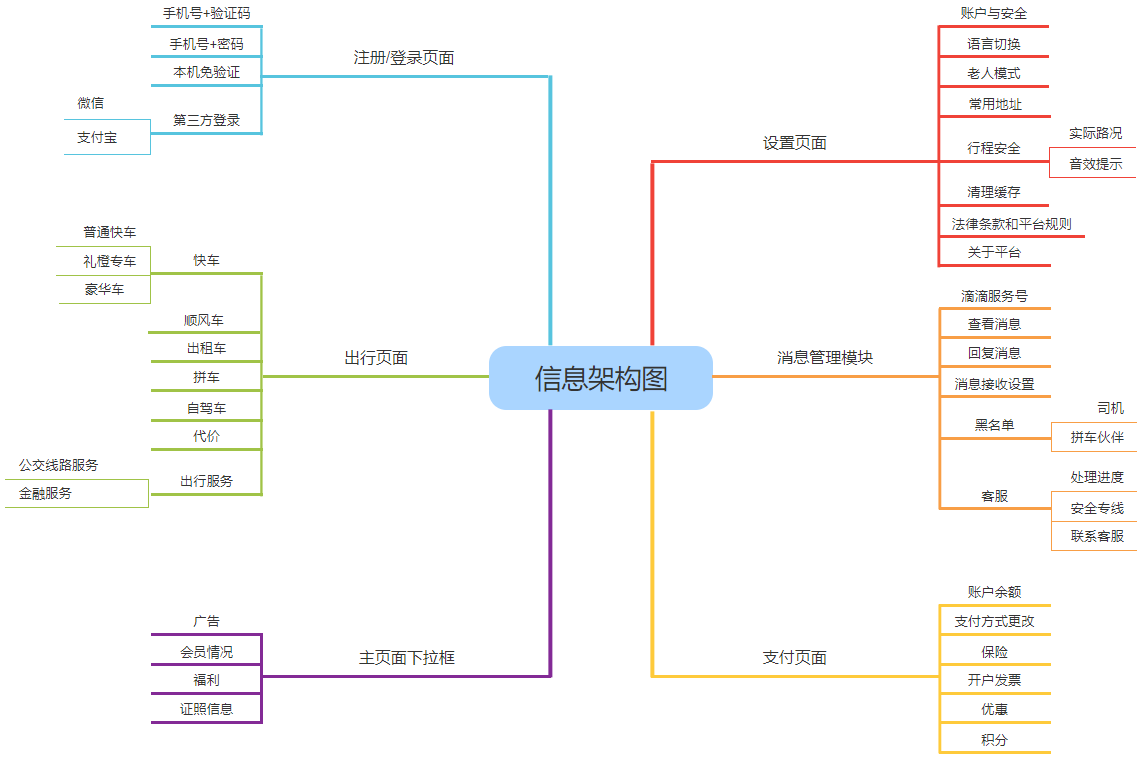 信息架构图
注册/登录页面
手机号+验证码
手机号+密码
本机免验证
第三方登录
微信
支付宝
出行页面
快车
普通快车
礼橙专车
豪华车
顺风车
出租车
拼车
自驾车
代价
出行服务
公交线路服务
金融服务
主页面下拉框
广告
会员情况
福利
证照信息
设置页面
账户与安全
语言切换
老人模式
常用地址
行程安全
实际路况
音效提示
清理缓存
法律条款和平台规则
关于平台
消息管理模块
滴滴服务号
查看消息
回复消息
消息接收设置
黑名单
司机
拼车伙伴
客服
处理进度
安全专线
联系客服
支付页面
账户余额
支付方式更改
保险
开户发票
优惠
积分